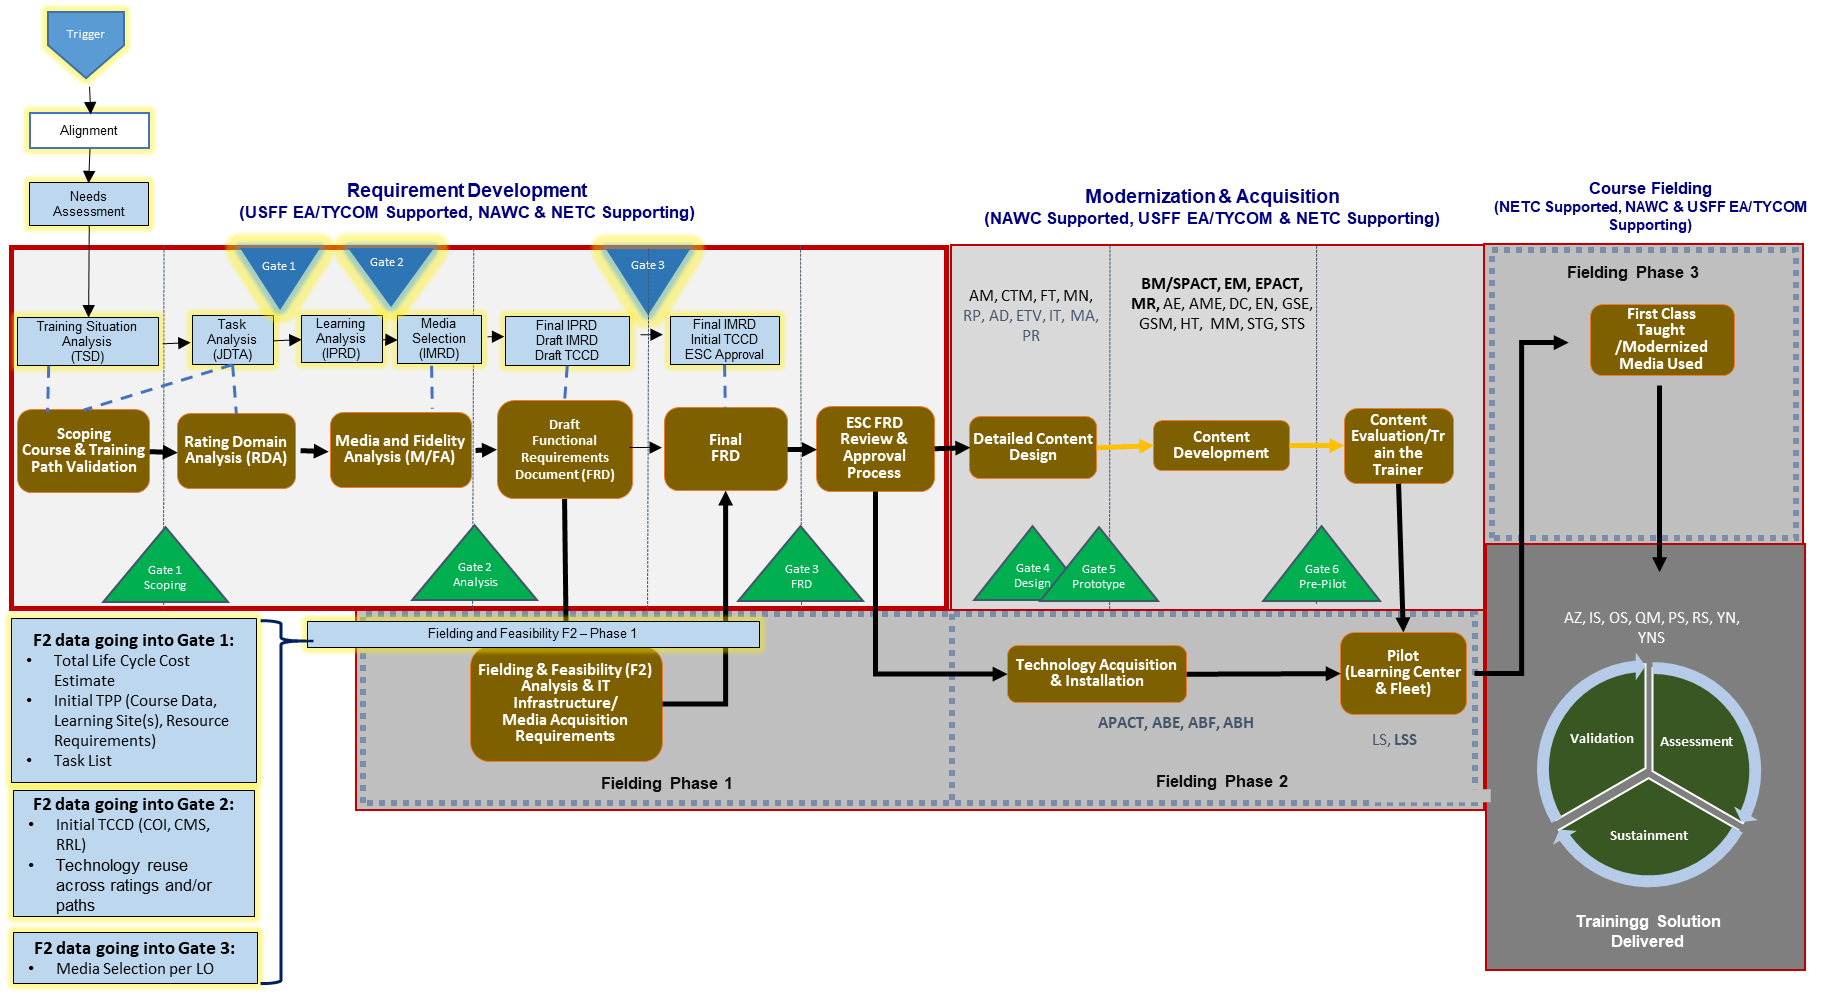 Trigger
Alignment
Needs
Assessment
Requirement Development
(USFF EA/TYCOM Supported, NAWC & NETC Supporting)
Modernization & Acquisition
(NAWC Supported, USFF EA/TYCOM & NETC Supporting)
Course Fielding
(NETC Supported, NAWC & USFF EA/TYCOM
Supporting)
Gate 1
Gate 2
Gate 3
Training Situation
Analysis
(TSD)
Task
Analysis
(JDTA)
Learning
Analysis
(IPRD)
Media
Selection
(IMRD)
Final IPRD
Draft IMRD
Draft TCCD
Final IMRD
Initial TCCD
ESC Approval
AM, CTM, FT, MN,
RP, AD, ETV, IT, MA,
PR
BM/SPACT, EM, EPACT,
MR, AE, AME, DC, EN, GSE,
GSM, HT, MM, STG, STS
Fielding Phase 3
First Class
Taught
/Modernized
Media Used
Scoping
Course & Training
Path Validation
Rating Domain
Analysis (RDA)
Media and Fidelity
Analysis (M/FA)
Draft
Functional
Requirements
Document (FRD)
Final
FRD
ESC FRD
Review &
Approval
Process
Detailed Content
Design
Content
Development
Content
Evaluation/Tr
ain the
Trainer
Gate 1
Scoping
Gate 2
Analysis
Gate 3
FRD
Gate 4
Design
Gate 5
Prototype
Gate 6
Pre-Pilot
F2 data going into Gate 1:
• Total Life Cycle Cost
Estimate
• Initial TPP (Course Data,
Learning Site(s), Resource
Requirements)
• Task List
F2 data going into Gate 2:
• Initial TCCD (COI, CMS,
RRL)
• Technology reuse
across ratings and/or
paths
F2 data going into Gate 3:
• Media Selection per LO
Fielding and Feasibility F2 – Phase 1
Fielding & Feasibility (F2)
Analysis & IT
Infrastructure/
Media Acquisition
Requirements
Fielding Phase 1
Technology Acquisition
& Installation
APACT, ABE, ABF, ABH
Fielding Phase 2
Pilot
(Learning Center
& Fleet)
LS, LSS
AZ, IS, OS, QM, PS, RS, YN,
YNS
Validation
Assessment
Sustainment
Trainingg Solution
Delivered